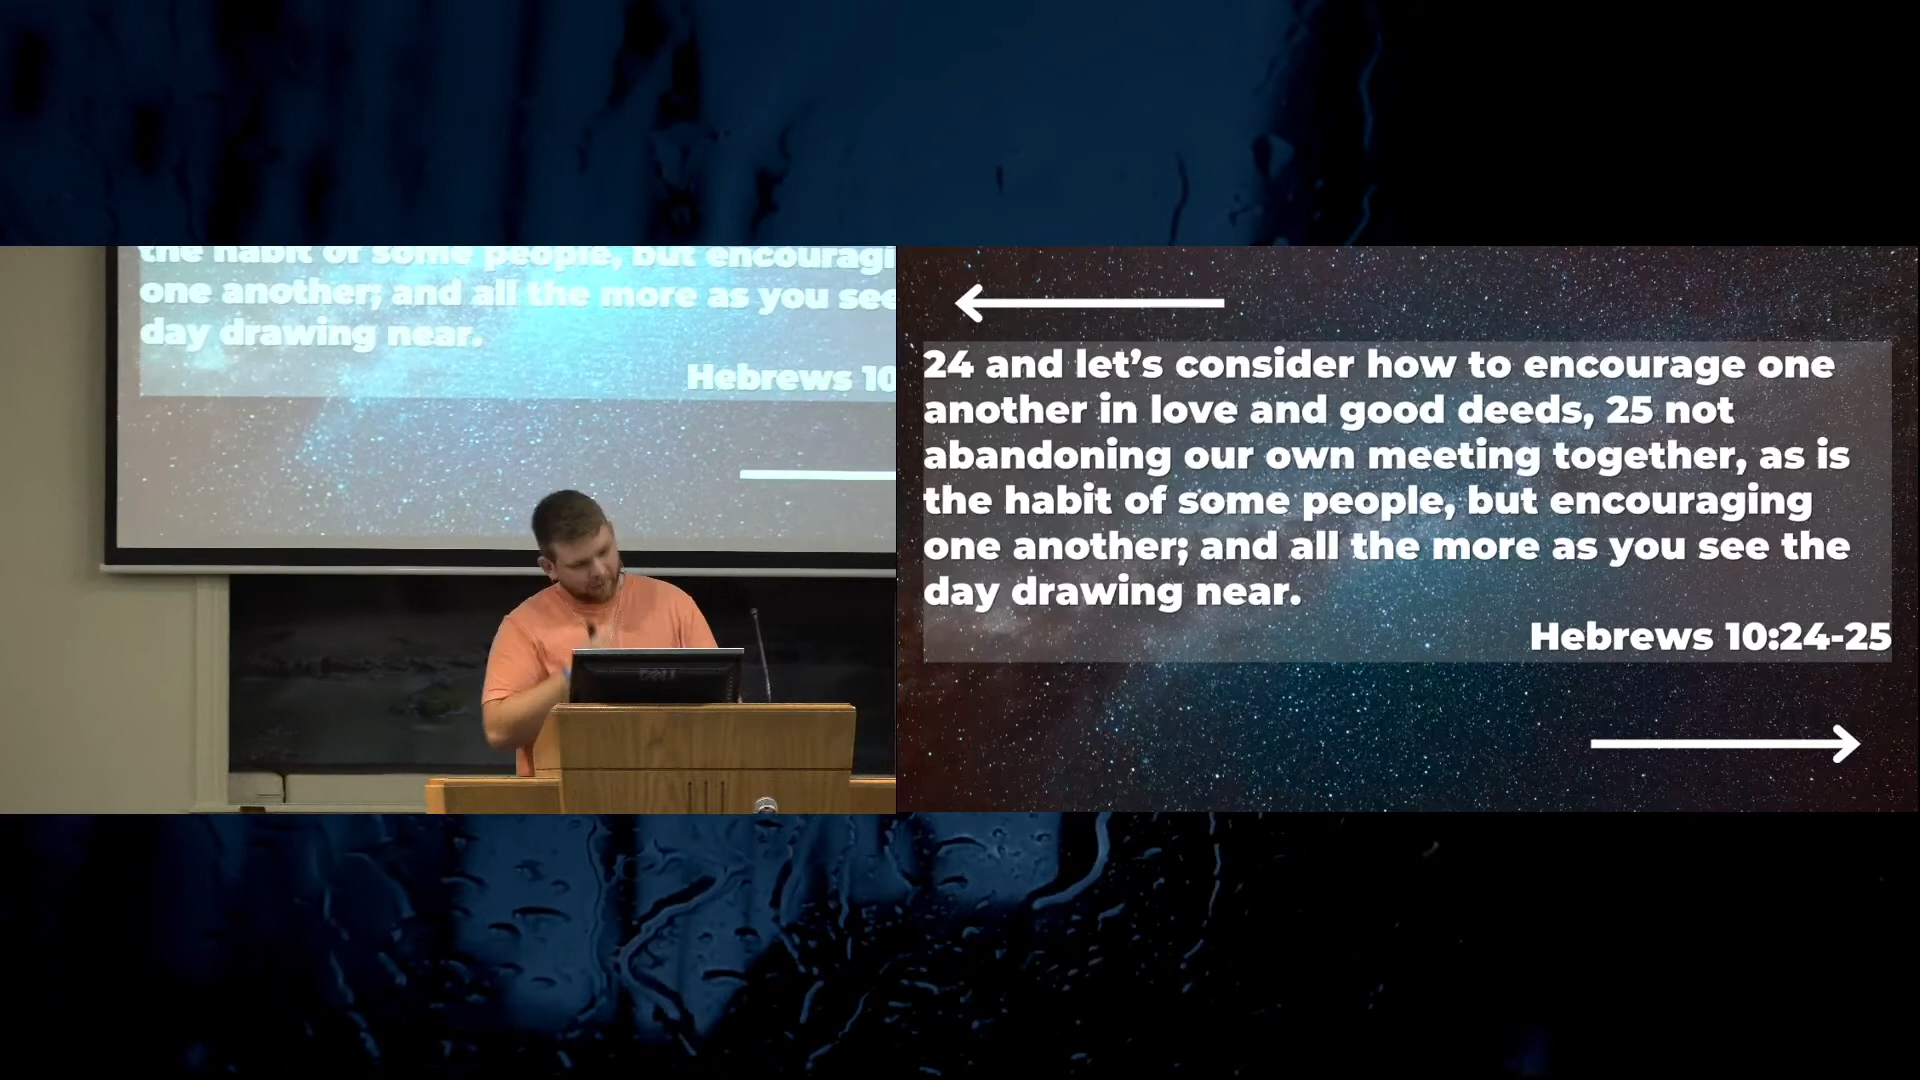 the habit of some people, but encouragi
one another; and all the more as you see
day drawing near.
Hebrews 10
DELL
24 and let’s consider how to encourage one
another in love and good deeds, 25 not
abandoning our own meeting together, as is
the habit of some people, but encouraging
one another; and all the more as you see the
day drawing near.
Hebrews 10:24-25